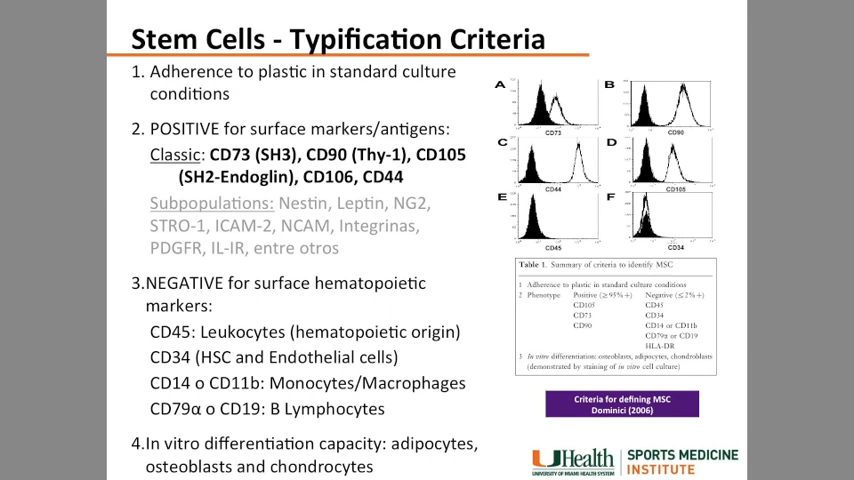 Stem Cells - Typification Criteria
1. Adherence to plastic in standard culture
conditions
2. POSITIVE for surface markers/antigens:
Classic: CD73 (SH3), CD90 (Thy-1), CD105
(SH2-Endoglin), CD106, CD44
Subpopulations: Nestin, Leptin, NG2,
STRO-1, ICAM-2, NCAM, Integrinas,
PDGFR, IL-IR, entre otros
3.NEGATIVE for surface hematopoietic
markers:
CD45: Leukocytes (hematopoietic origin)
CD34 (HSC and Endothelial cells)
CD14 o CD11b: Monocytes/Macrophages
CD79α o CD19: B Lymphocytes
4.In vitro differentiation capacity: adipocytes,
osteoblasts and chondrocytes
A
CD73
B
CD90
C
CD44
D
CD105
E
CD45
F
CD34
Table 1. Summary of criteria to identify MSC
1 Adherence to plastic in standard culture conditions
2 Phenotype Positive (≥95%+) Negative (≤2%+)
CD105 CD45
CD73 CD34
CD90 CD14 or CD11b
CD79α or CD19
HLA-DR
3 In vitro differentiation: osteoblasts, adipocytes, chondroblasts
(demonstrated by staining of in vitro cell culture)
Criteria for defining MSC
Dominici (2006)
UHealth
UNIVERSITY OF MIAMI HEALTH SYSTEM
SPORTS MEDICINE
INSTITUTE